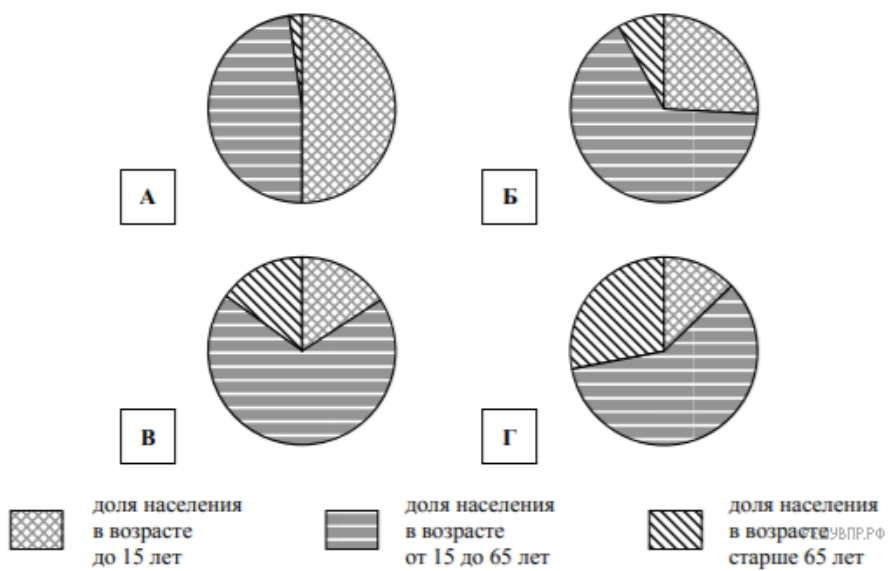 А
Б
В
Г
доля населения
в возрасте
до 15 лет
доля населения
в возрасте
от 15 до 65 лет
доля населения
в возрасте
старше 65 лет